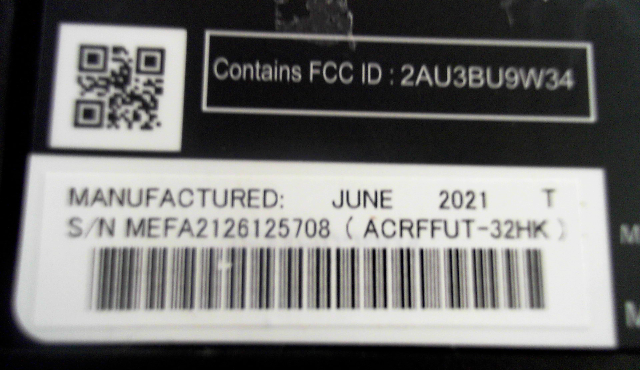 Contains FCC ID : 2AU3BU9W34
MANUFACTURED: JUNE 2021 T
S/N MEFA2126125708 ( ACRFFUT-32HK )